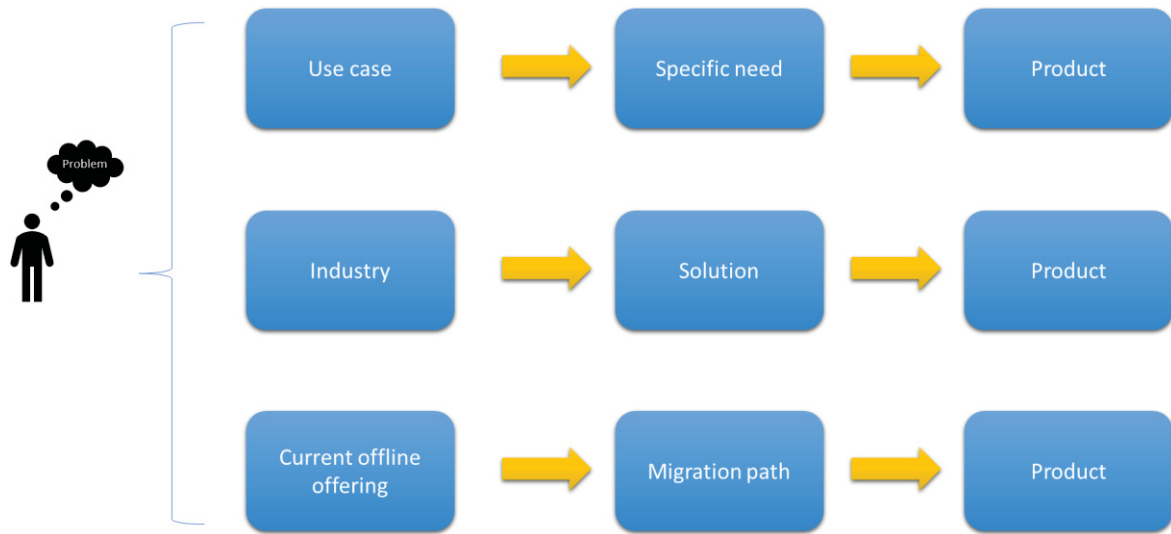 Use case
Specific need
Product
Problem
Industry
Solution
Product
Current offline
offering
Migration path
Product